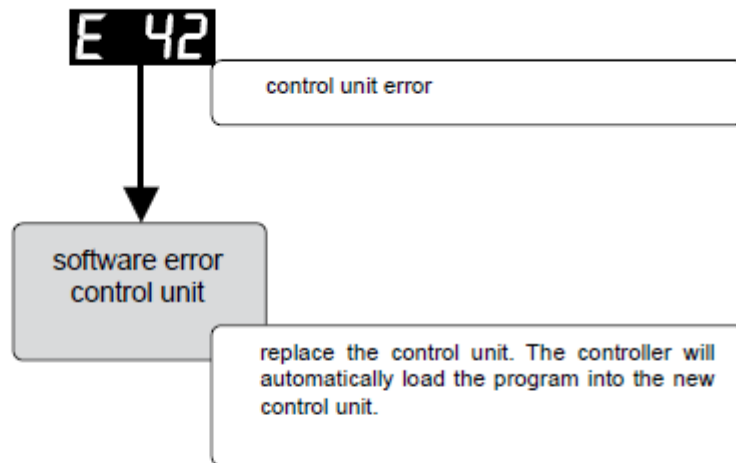 E 42
control unit error
software error
control unit
replace the control unit. The controller will
automatically load the program into the new
control unit.